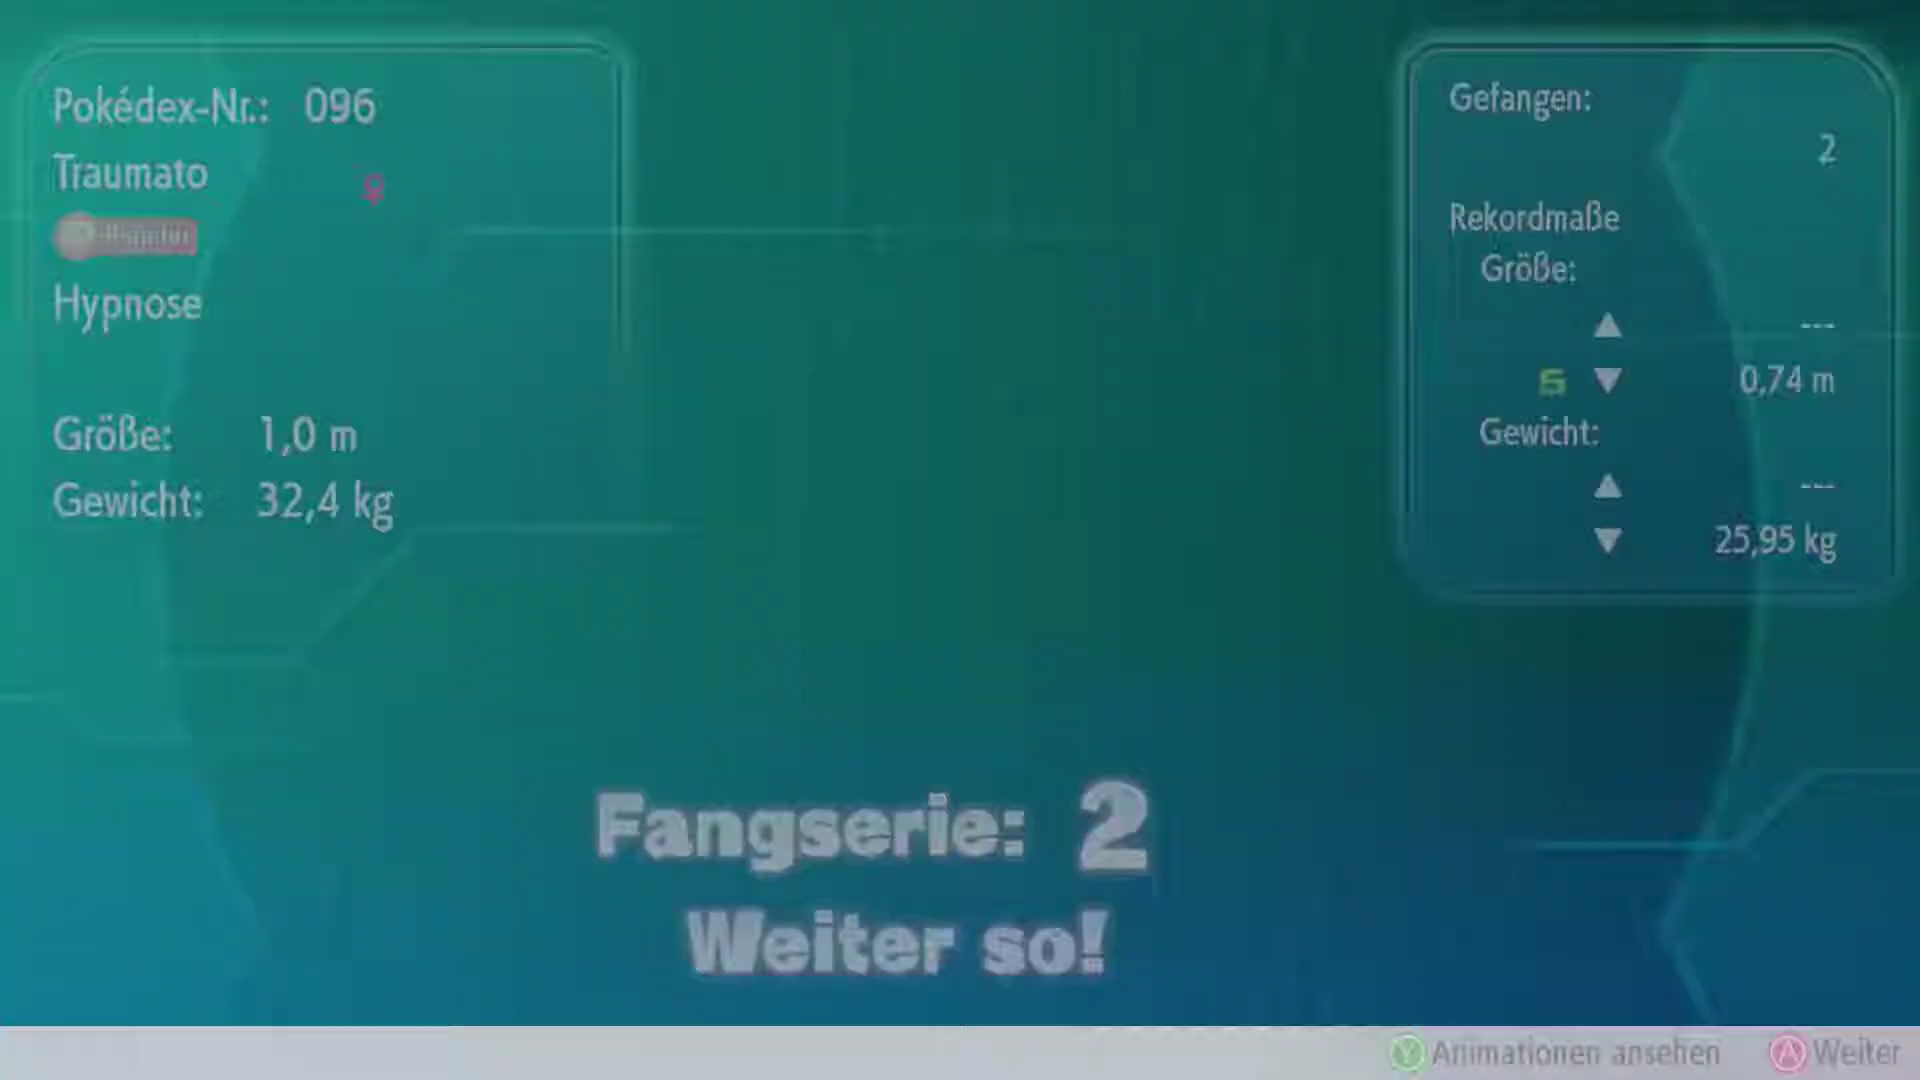 Pokédex-Nr.: 096
Traumato ♀
Hypnose
Größe: 1,0 m
Gewicht: 32,4 kg
Gefangen:
2
Rekordmaße
Größe:
▲ ---
S ▼ 0,74 m
Gewicht:
▲ ---
▼ 25,95 kg
Fangserie: 2
Weiter so!
Y Animationen ansehen A Weiter